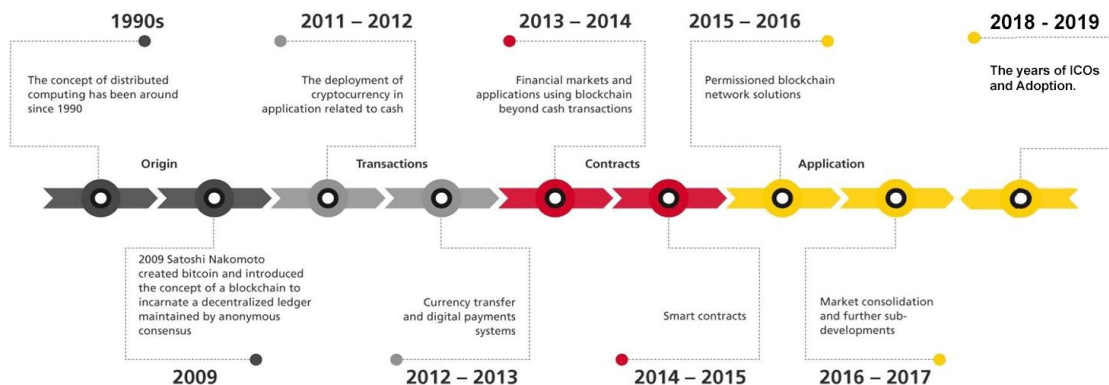 1990s
2011 – 2012
2013 – 2014
2015 – 2016
2018 - 2019
The concept of distributed
computing has been around
since 1990
The deployment of
cryptocurrency in
application related to cash
Financial markets and
applications using blockchain
beyond cash transactions
Permissioned blockchain
network solutions
The years of ICOs
and Adoption.
Origin
Transactions
Contracts
Application
2009 Satoshi Nakomoto
created bitcoin and introduced
the concept of a blockchain to
incarnate a decentralized ledger
maintained by anonymous
consensus
Currency transfer
and digital payments
systems
Smart contracts
Market consolidation
and further sub-
developments
2009
2012 – 2013
2014 – 2015
2016 – 2017